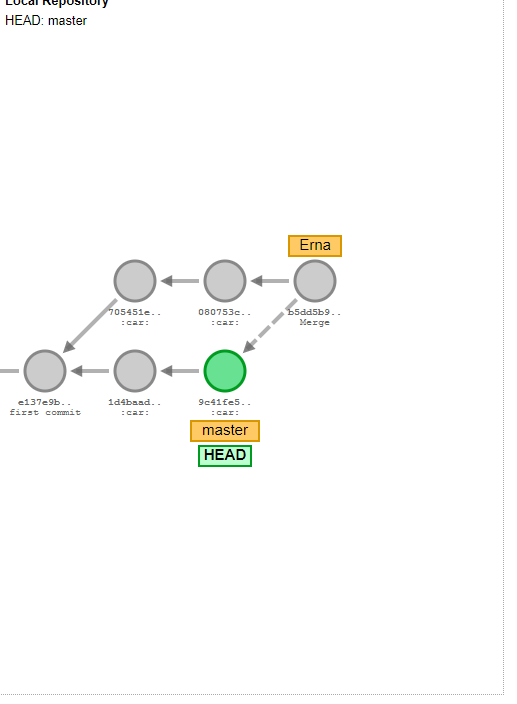 Local Repository
HEAD: master
Erna
705451e..
:car:
080753c..
:car:
b5dd5b9..
Merge
e137e9b..
first commit
1d4baad..
:car:
9c41fe5..
:car:
master
HEAD